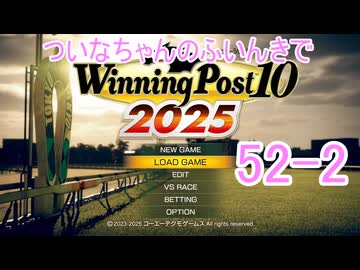 ついなちゃんのふいんきで
Winning Post 10
2025
NEW GAME
LOAD GAME
EDIT
VS RACE
BETTING
OPTION
52-2
©2023-2025 コーエーテクモゲームス All rights reserved.